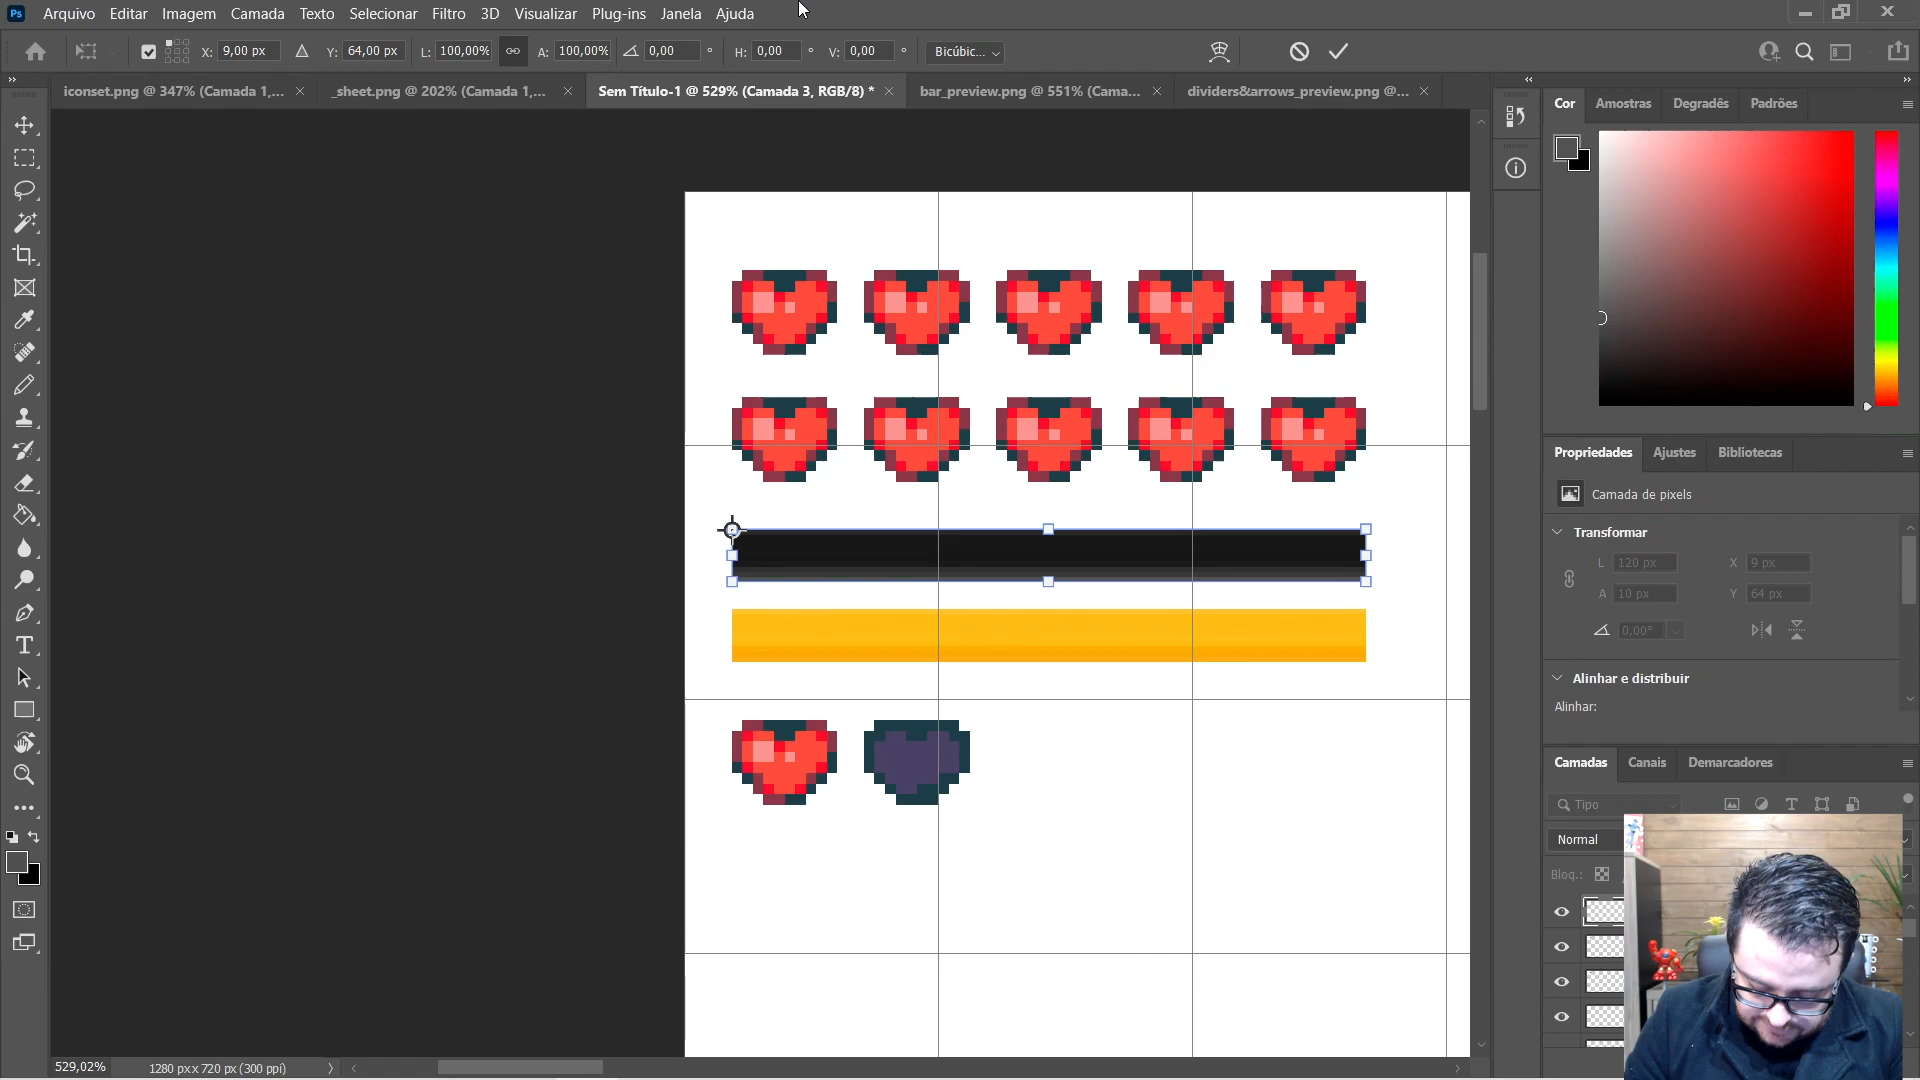 Ps Arquivo Editar Imagem Camada Texto Selecionar Filtro 3D Visualizar Plug-ins Janela Ajuda
X: 9,00 px Y: 64,00 px L: 100,00% A: 100,00% 0,00 ° H: 0,00 ° V: 0,00 ° Bicúbic...
iconset.png @ 347% (Camada 1,... _sheet.png @ 202% (Camada 1,... Sem Título-1 @ 529% (Camada 3, RGB/8) * bar_preview.png @ 551% (Cama... dividers&arrows_preview.png @...
Cor Amostras Degradês Padrões
Propriedades Ajustes Bibliotecas
Camada de pixels
Transformar
L 120 px X 9 px
A 10 px Y 64 px
0,00°
Alinhar e distribuir
Alinhar:
Camadas Canais Demarcadores
Tipo
Normal
Bloq.:
529,02% 1280 px x 720 px (300 ppi)